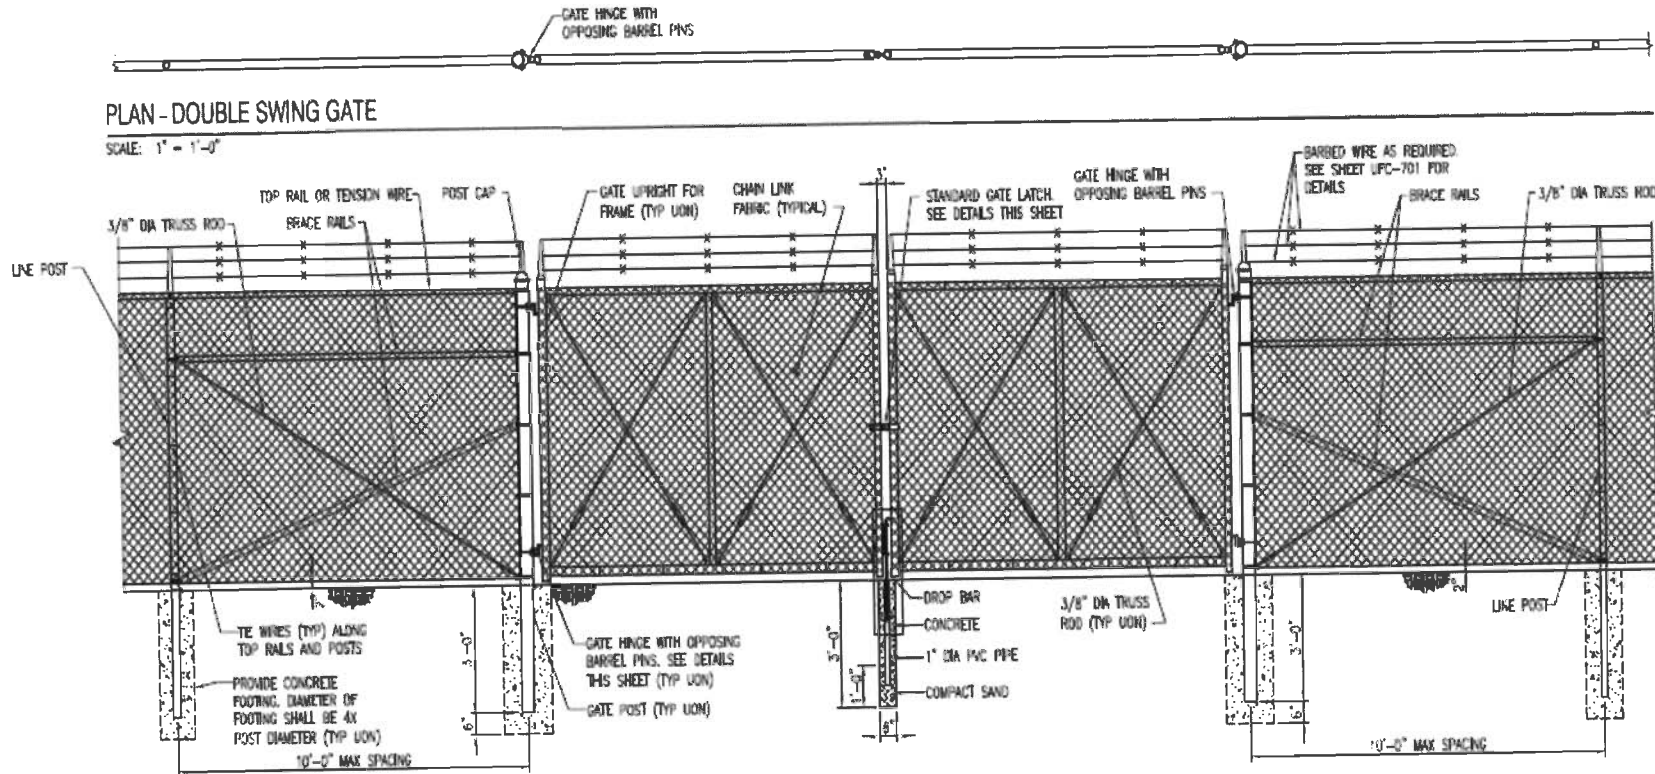 GATE HINGE WITH
OPPOSING BARREL PINS
PLAN - DOUBLE SWING GATE
SCALE: 1" = 1'-0"
3/8" DIA TRUSS ROD
TOP RAIL OR TENSION WIRE
BRACE RAILS
POST CAP
GATE UPRIGHT FOR
FRAME (TYP UON)
CHAIN LINK
FABRIC (TYPICAL)
3"
STANDARD GATE LATCH.
SEE DETAILS THIS SHEET
GATE HINGE WITH
OPPOSING BARREL PINS
BARBED WIRE AS REQUIRED.
SEE SHEET UFC-701 FOR
DETAILS
BRACE RAILS
3/8" DIA TRUSS ROD
LINE POST
TIE WIRES (TYP) ALONG
TOP RAILS AND POSTS
2"
3'-0"
6"
PROVIDE CONCRETE
FOOTING. DIAMETER OF
FOOTING SHALL BE 4X
POST DIAMETER (TYP UON)
10'-0" MAX SPACING
GATE HINGE WITH OPPOSING
BARREL PINS. SEE DETAILS
THIS SHEET (TYP UON)
GATE POST (TYP UON)
3'-0"
1'-0"
DROP BAR
CONCRETE
1" DIA PVC PIPE
COMPACT SAND
3/8" DIA TRUSS
ROD (TYP UON)
3'-0"
6"
2"
LINE POST
10'-0" MAX SPACING